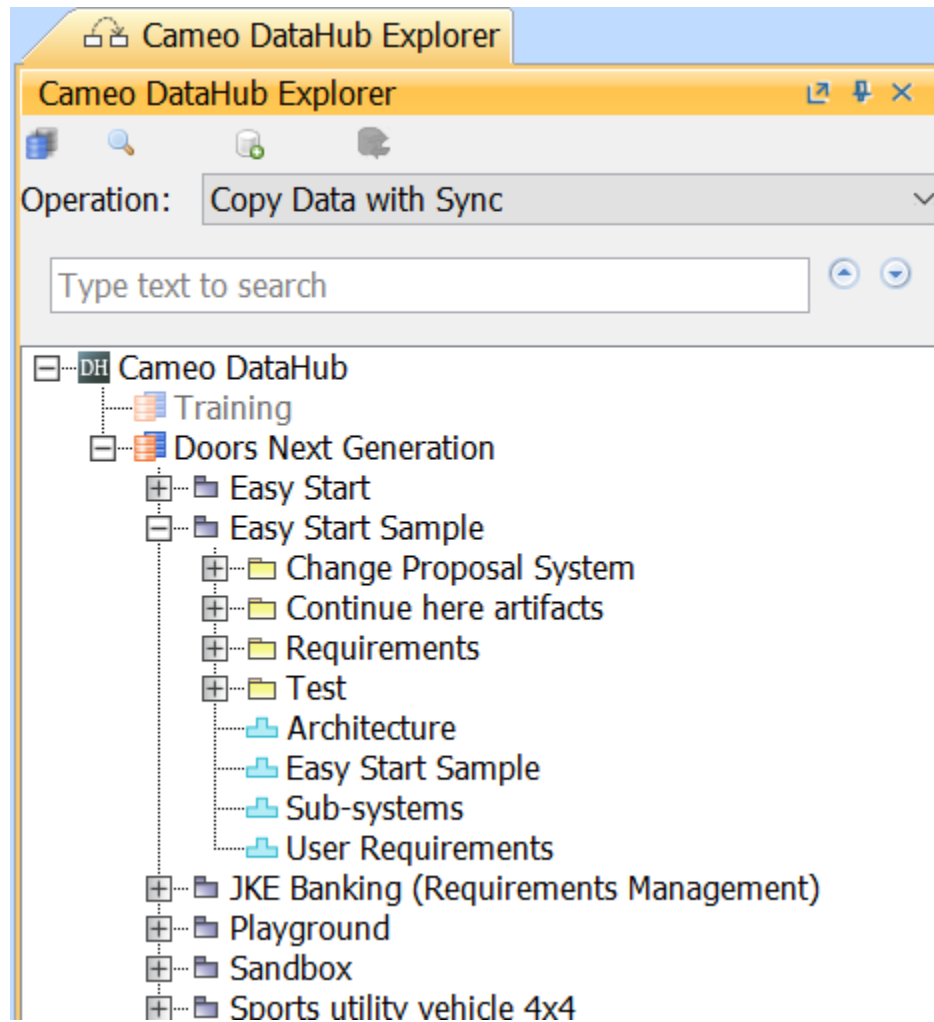 Cameo DataHub Explorer
Cameo DataHub Explorer
Operation: Copy Data with Sync
Type text to search
DH Cameo DataHub
Training
Doors Next Generation
Easy Start
Easy Start Sample
Change Proposal System
Continue here artifacts
Requirements
Test
Architecture
Easy Start Sample
Sub-systems
User Requirements
JKE Banking (Requirements Management)
Playground
Sandbox
Sports utility vehicle 4x4